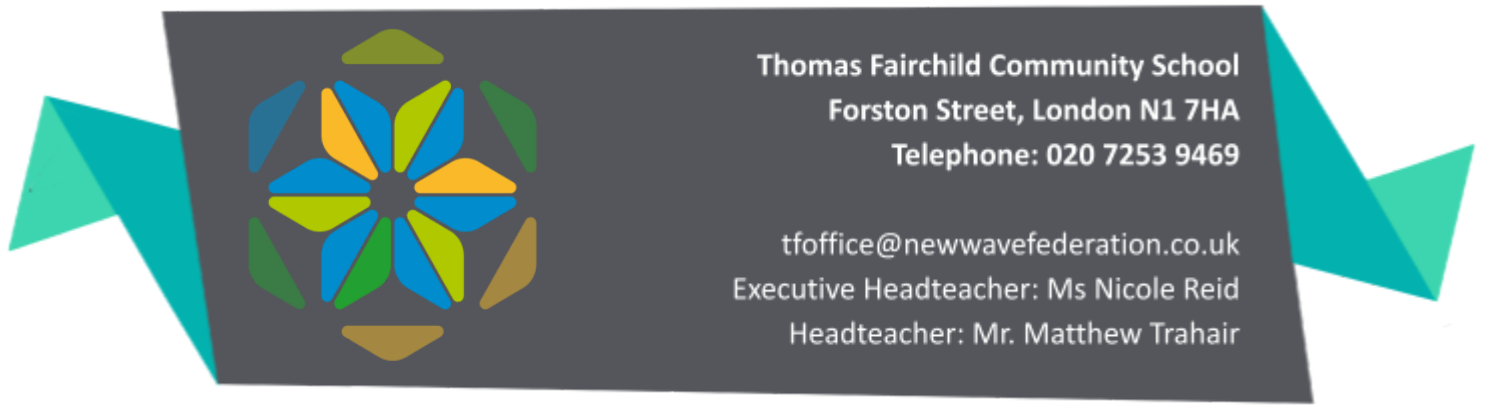 Thomas Fairchild Community School
Forston Street, London N1 7HA
Telephone: 020 7253 9469
tfoffice@newwavefederation.co.uk
Executive Headteacher: Ms Nicole Reid
Headteacher: Mr. Matthew Trahair